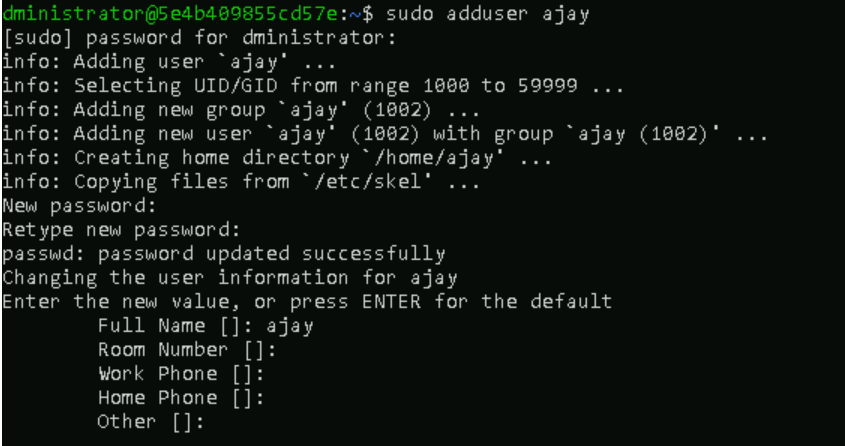 dministrator@5e4b409855cd57e:~$ sudo adduser ajay
[sudo] password for dministrator:
info: Adding user `ajay' ...
info: Selecting UID/GID from range 1000 to 59999 ...
info: Adding new group `ajay' (1002) ...
info: Adding new user `ajay' (1002) with group `ajay (1002)' ...
info: Creating home directory `/home/ajay' ...
info: Copying files from `/etc/skel' ...
New password:
Retype new password:
passwd: password updated successfully
Changing the user information for ajay
Enter the new value, or press ENTER for the default
Full Name []: ajay
Room Number []:
Work Phone []:
Home Phone []:
Other []: